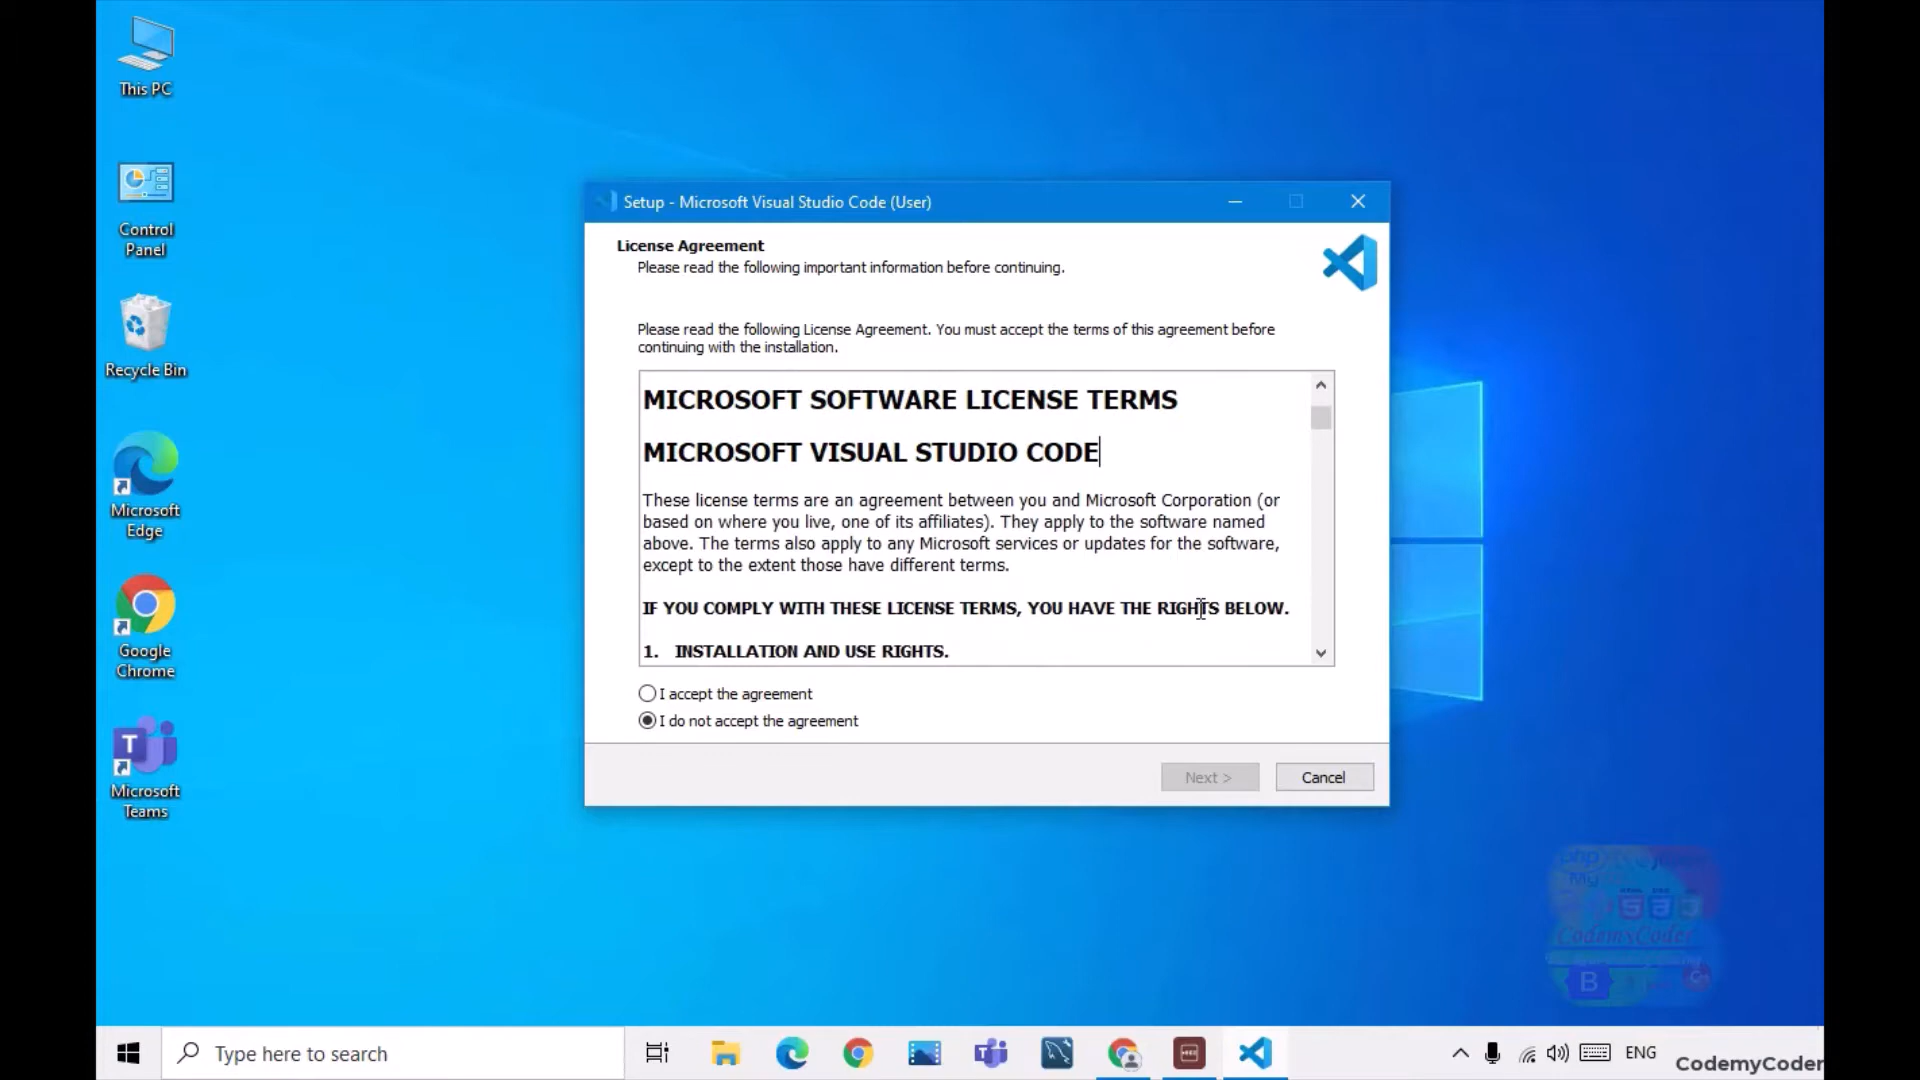 This PC
Control
Panel
Recycle Bin
Microsoft
Edge
Google
Chrome
T
Microsoft
Teams
Setup - Microsoft Visual Studio Code (User)
License Agreement
Please read the following important information before continuing.
Please read the following License Agreement. You must accept the terms of this agreement before
continuing with the installation.
MICROSOFT SOFTWARE LICENSE TERMS
MICROSOFT VISUAL STUDIO CODE
These license terms are an agreement between you and Microsoft Corporation (or
based on where you live, one of its affiliates). They apply to the software named
above. The terms also apply to any Microsoft services or updates for the software,
except to the extent those have different terms.
IF YOU COMPLY WITH THESE LICENSE TERMS, YOU HAVE THE RIGHTS BELOW.
1. INSTALLATION AND USE RIGHTS.
I accept the agreement
I do not accept the agreement
Next >
Cancel
php
My
CodemyCoder
B
Type here to search
ENG
CodemyCoder